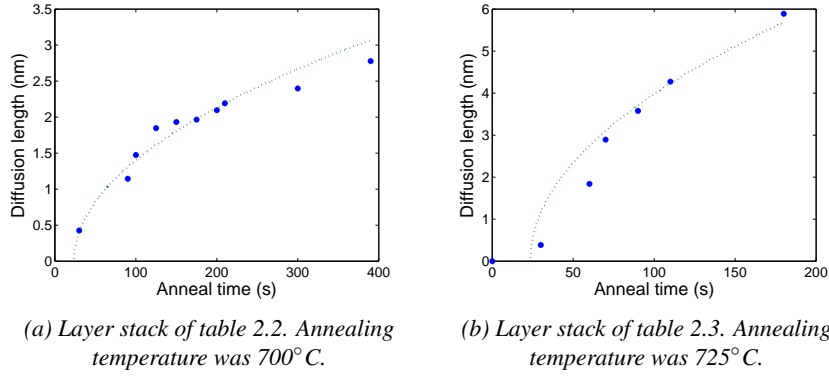 3.5
3
2.5
2
1.5
1
0.5
0
Diffusion length (nm)
0 100 200 300 400
Anneal time (s)
(a) Layer stack of table 2.2. Annealing
temperature was 700°C.
6
5
4
3
2
1
0
Diffusion length (nm)
0 50 100 150 200
Anneal time (s)
(b) Layer stack of table 2.3. Annealing
temperature was 725°C.